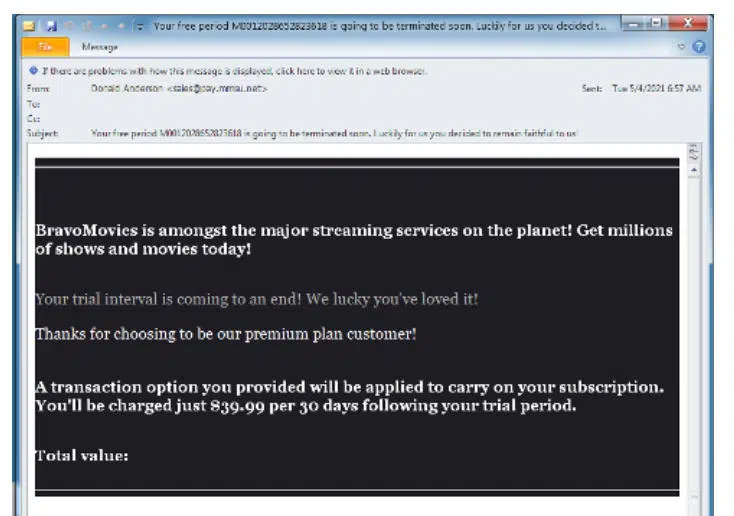 Your free period M0012028652823618 is going to be terminated soon. Luckily for us you decided t...
File Message
If there are problems with how this message is displayed, click here to view it in a web browser.
From: Donald Anderson <sales@pay.mmsu.net> Sent: Tue 5/4/2021 6:57 AM
To:
Cc:
Subject: Your free period M0012028652823618 is going to be terminated soon. Luckily for us you decided to remain faithful to us!
BravoMovies is amongst the major streaming services on the planet! Get millions
of shows and movies today!
Your trial interval is coming to an end! We lucky you've loved it!
Thanks for choosing to be our premium plan customer!
A transaction option you provided will be applied to carry on your subscription.
You'll be charged just $39.99 per 30 days following your trial period.
Total value: